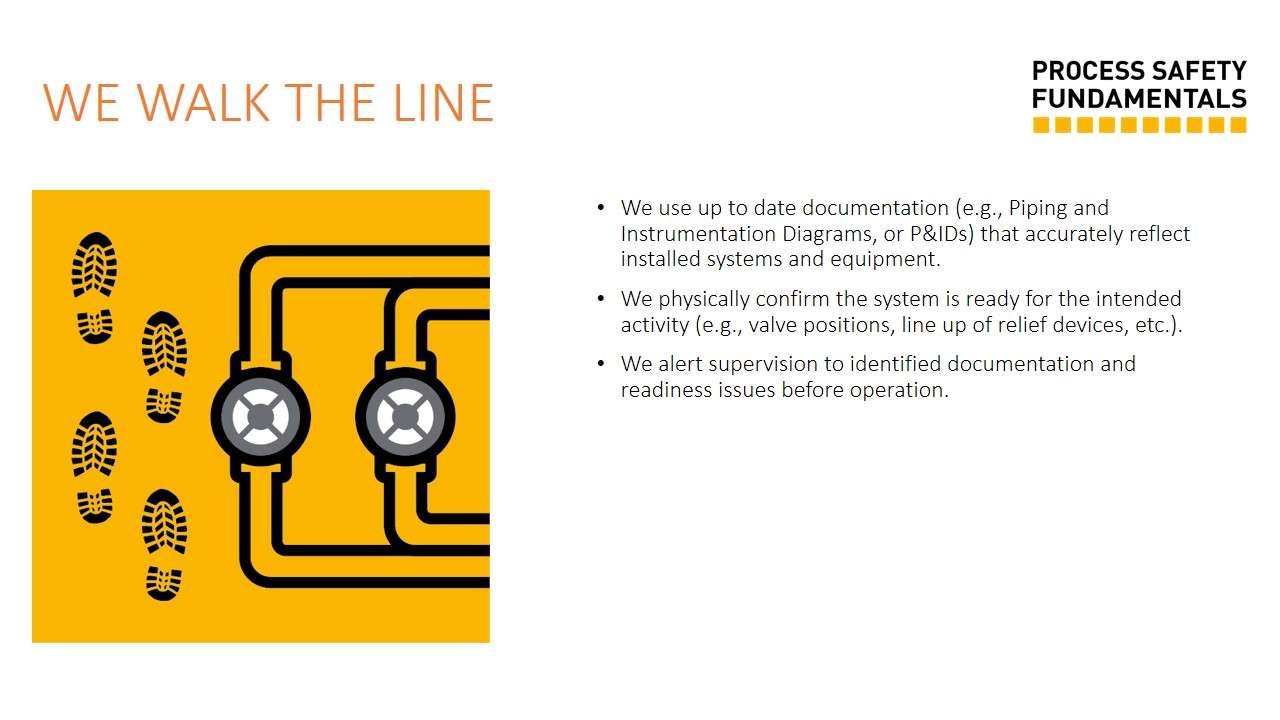 WE WALK THE LINE
PROCESS SAFETY
FUNDAMENTALS
• We use up to date documentation (e.g., Piping and
Instrumentation Diagrams, or P&IDs) that accurately reflect
installed systems and equipment.
• We physically confirm the system is ready for the intended
activity (e.g., valve positions, line up of relief devices, etc.).
• We alert supervision to identified documentation and
readiness issues before operation.